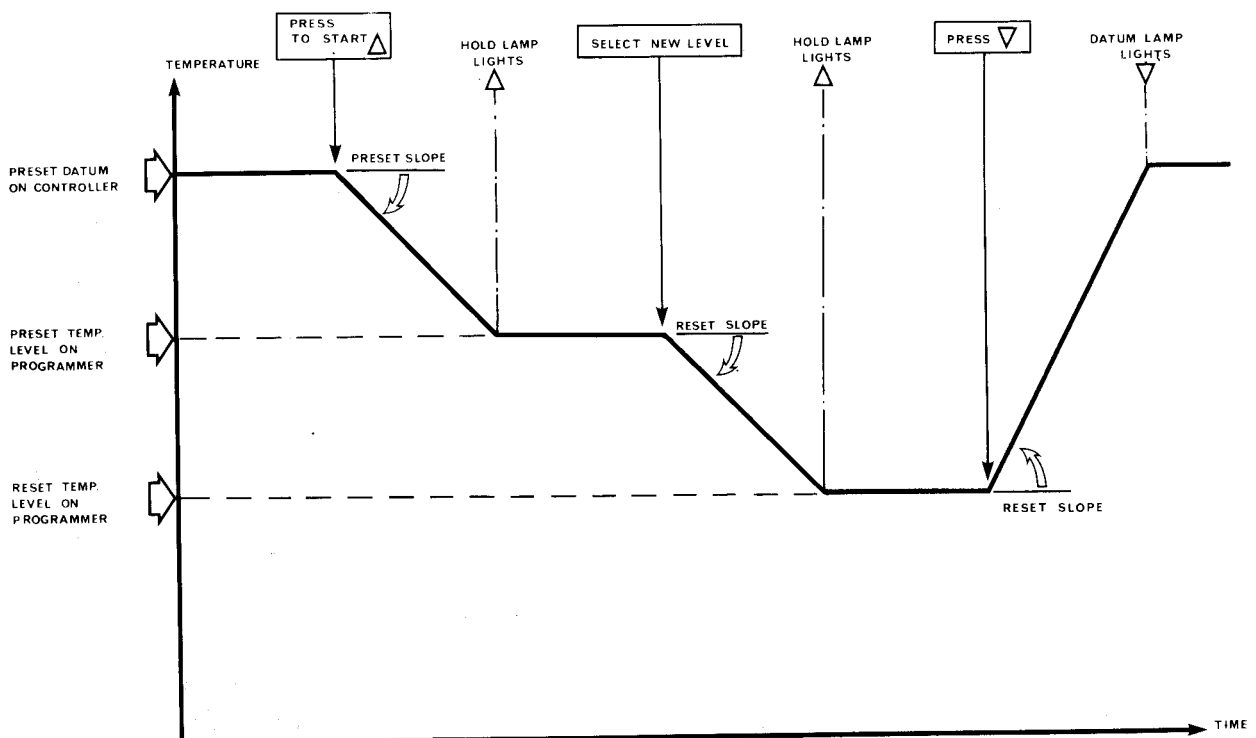 PRESS
TO START
HOLD LAMP
LIGHTS
SELECT NEW LEVEL
HOLD LAMP
LIGHTS
PRESS
DATUM LAMP
LIGHTS
TEMPERATURE
PRESET DATUM
ON CONTROLLER
PRESET SLOPE
PRESET TEMP.
LEVEL ON
PROGRAMMER
RESET SLOPE
RESET TEMP.
LEVEL ON
PROGRAMMER
RESET SLOPE
TIME